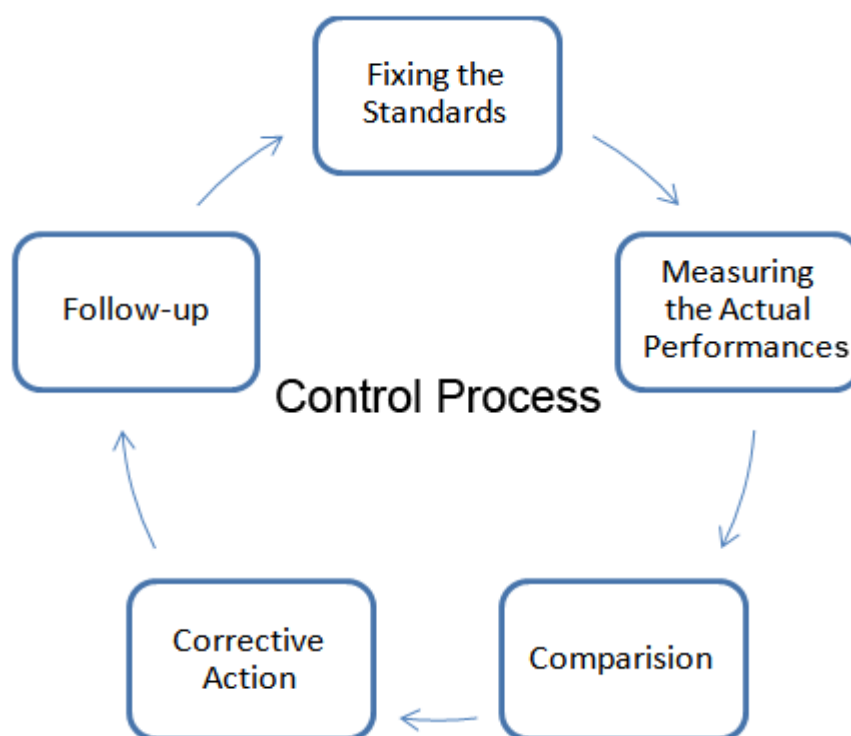 Fixing the
Standards
Measuring
the Actual
Performances
Comparision
Corrective
Action
Follow-up
Control Process